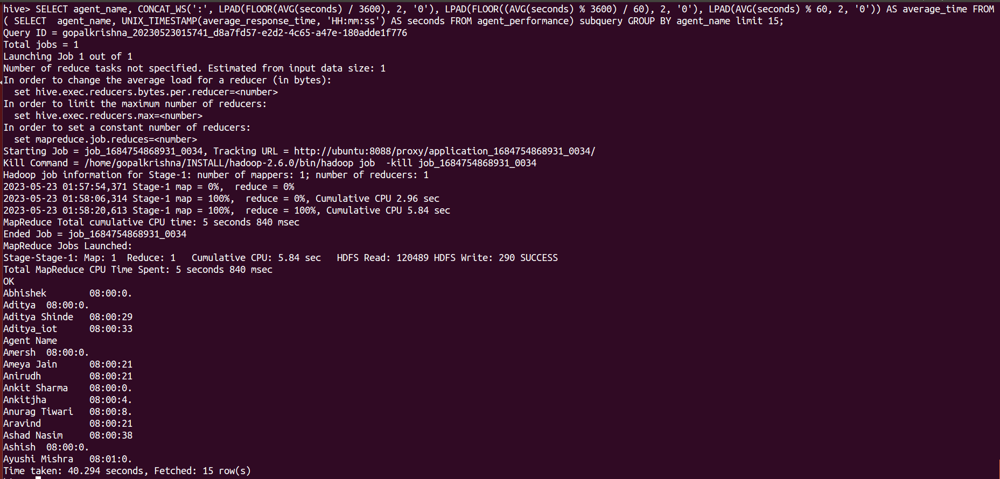 hive> SELECT agent_name, CONCAT_WS(':', LPAD(FLOOR(AVG(seconds) / 3600), 2, '0'), LPAD(FLOOR((AVG(seconds) % 3600) / 60), 2, '0'), LPAD(AVG(seconds) % 60, 2, '0')) AS average_time FROM
( SELECT  agent_name, UNIX_TIMESTAMP(average_response_time, 'HH:mm:ss') AS seconds FROM agent_performance) subquery GROUP BY agent_name limit 15;
Query ID = gopalkrishna_20230523015741_d8a7fd57-e2d2-4c65-a47e-180adde1f776
Total jobs = 1
Launching Job 1 out of 1
Number of reduce tasks not specified. Estimated from input data size: 1
In order to change the average load for a reducer (in bytes):
  set hive.exec.reducers.bytes.per.reducer=<number>
In order to limit the maximum number of reducers:
  set hive.exec.reducers.max=<number>
In order to set a constant number of reducers:
  set mapreduce.job.reduces=<number>
Starting Job = job_1684754868931_0034, Tracking URL = http://ubuntu:8088/proxy/application_1684754868931_0034/
Kill Command = /home/gopalkrishna/INSTALL/hadoop-2.6.0/bin/hadoop job  -kill job_1684754868931_0034
Hadoop job information for Stage-1: number of mappers: 1; number of reducers: 1
2023-05-23 01:57:54,371 Stage-1 map = 0%,  reduce = 0%
2023-05-23 01:58:06,314 Stage-1 map = 100%,  reduce = 0%, Cumulative CPU 2.96 sec
2023-05-23 01:58:20,613 Stage-1 map = 100%,  reduce = 100%, Cumulative CPU 5.84 sec
MapReduce Total cumulative CPU time: 5 seconds 840 msec
Ended Job = job_1684754868931_0034
MapReduce Jobs Launched:
Stage-Stage-1: Map: 1  Reduce: 1   Cumulative CPU: 5.84 sec   HDFS Read: 120489 HDFS Write: 290 SUCCESS
Total MapReduce CPU Time Spent: 5 seconds 840 msec
OK
Abhishek        08:00:0.
Aditya  08:00:0.
Aditya Shinde   08:00:29
Aditya_iot      08:00:33
Agent Name
Amersh  08:00:0.
Ameya Jain      08:00:21
Anirudh         08:00:21
Ankit Sharma    08:00:0.
Ankitjha        08:00:4.
Anurag Tiwari   08:00:8.
Aravind         08:00:21
Ashad Nasim     08:00:38
Ashish  08:00:0.
Ayushi Mishra   08:01:0.
Time taken: 40.294 seconds, Fetched: 15 row(s)